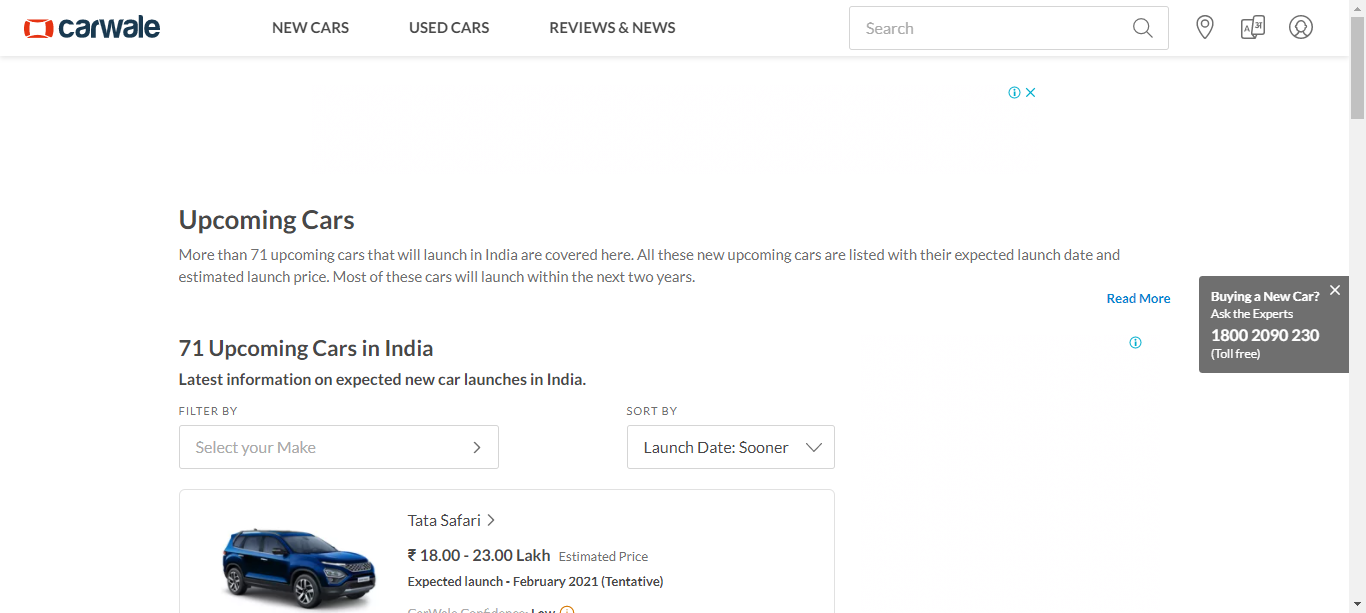 carwale
NEW CARS
USED CARS
REVIEWS & NEWS
Search
Upcoming Cars
More than 71 upcoming cars that will launch in India are covered here. All these new upcoming cars are listed with their expected launch date and
estimated launch price. Most of these cars will launch within the next two years.
Read More
Buying a New Car?
Ask the Experts
1800 2090 230
(Toll free)
71 Upcoming Cars in India
Latest information on expected new car launches in India.
FILTER BY
Select your Make
SORT BY
Launch Date: Sooner
Tata Safari
₹ 18.00 - 23.00 Lakh Estimated Price
Expected launch - February 2021 (Tentative)
CarWale Confidence: Low